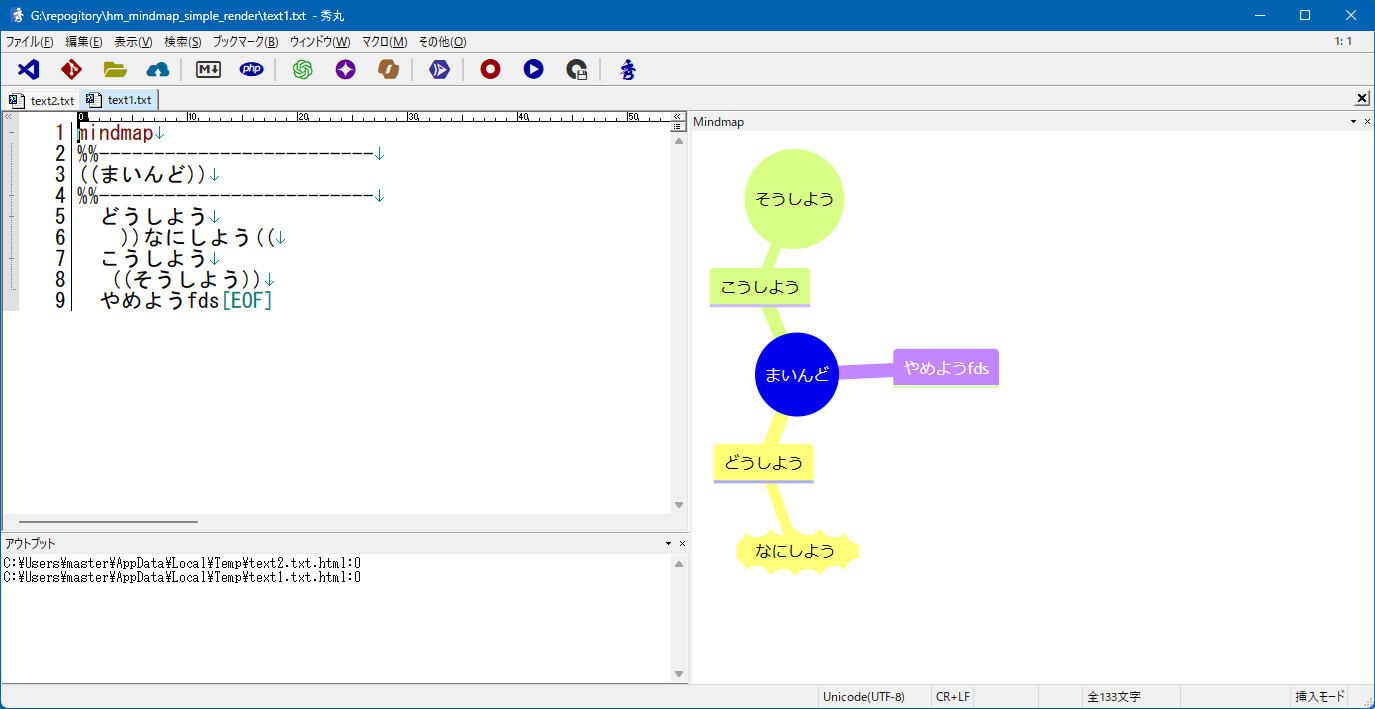 G:\repogitory\hm_mindmap_simple_render\text1.txt - 秀丸
ファイル(F) 編集(E) 表示(V) 検索(S) ブックマーク(B) ウィンドウ(W) マクロ(M) その他(O) 1: 1
M↓ php 秀
text2.txt text1.txt
0 10 20 30 40 50
1 mindmap↓
2 %%-------------------------↓
3 ((まいんど))↓
4 %%-------------------------↓
5 どうしよう↓
6 ))なにしよう((↓
7 こうしよう↓
8 ((そうしよう))↓
9 やめようfds[EOF]
Mindmap
そうしよう
こうしよう
まいんど
やめようfds
どうしよう
なにしよう
アウトプット
C:\Users\master\AppData\Local\Temp\text2.txt.html:0
C:\Users\master\AppData\Local\Temp\text1.txt.html:0
Unicode(UTF-8) CR+LF 全133文字 挿入モード